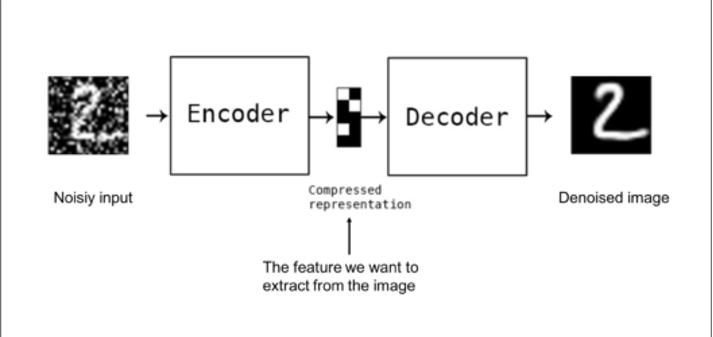 Encoder
Decoder
Noisiy input
Compressed
representation
Denoised image
The feature we want to
extract from the image